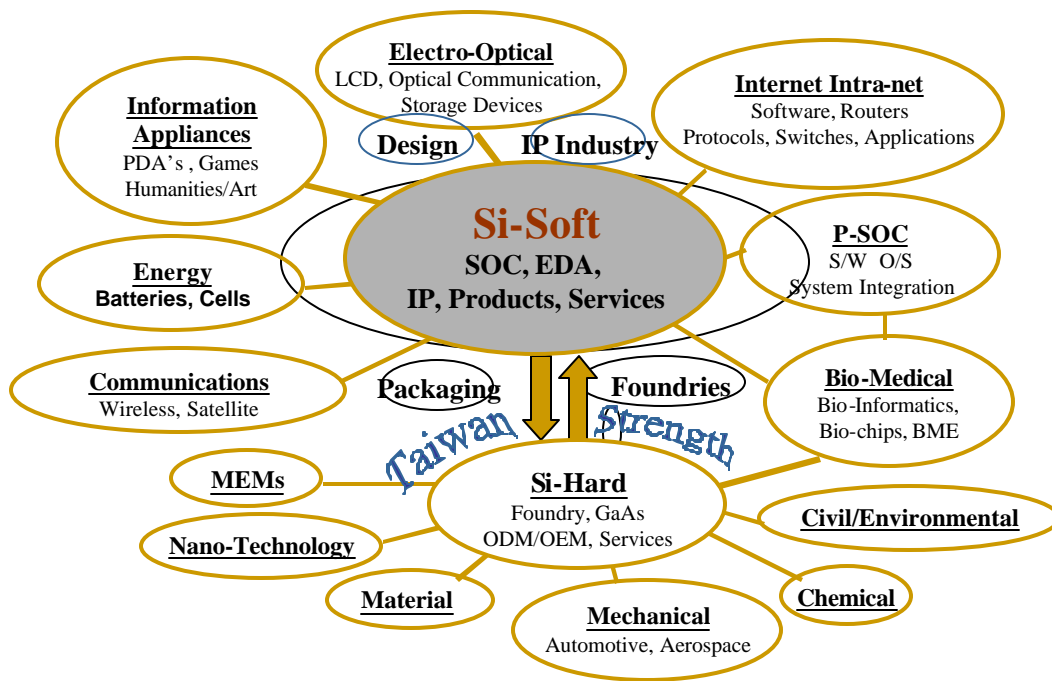 Electro-Optical
LCD, Optical Communication,
Storage Devices
Information
Appliances
PDA's , Games
Humanities/Art
Internet Intra-net
Software, Routers
Protocols, Switches, Applications
Design
IP Industry
Si-Soft
SOC, EDA,
IP, Products, Services
P-SOC
S/W O/S
System Integration
Energy
Batteries, Cells
Communications
Wireless, Satellite
Packaging
Foundries
Bio-Medical
Bio-Informatics,
Bio-chips, BME
Taiwan Strength
MEMs
Si-Hard
Foundry, GaAs
ODM/OEM, Services
Civil/Environmental
Nano-Technology
Material
Mechanical
Automotive, Aerospace
Chemical